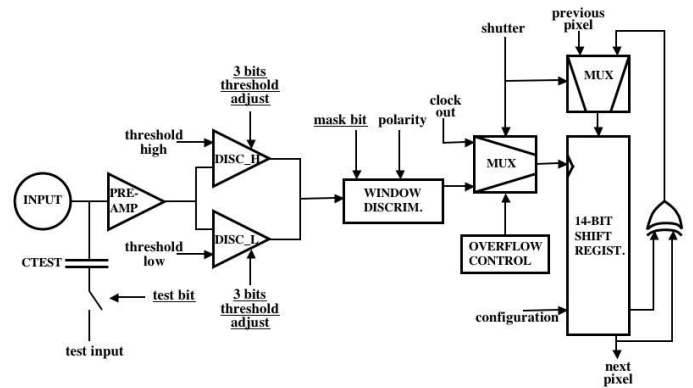 previous
pixel
shutter
MUX
3 bits
threshold
adjust
clock
out
mask bit
polarity
threshold
high
DISC_H
MUX
INPUT
PRE-
AMP
WINDOW
DISCRIM.
14-BIT
SHIFT
REGIST.
DISC_L
threshold
low
OVERFLOW
CONTROL
CTEST
test bit
3 bits
threshold
adjust
configuration
test input
next
pixel